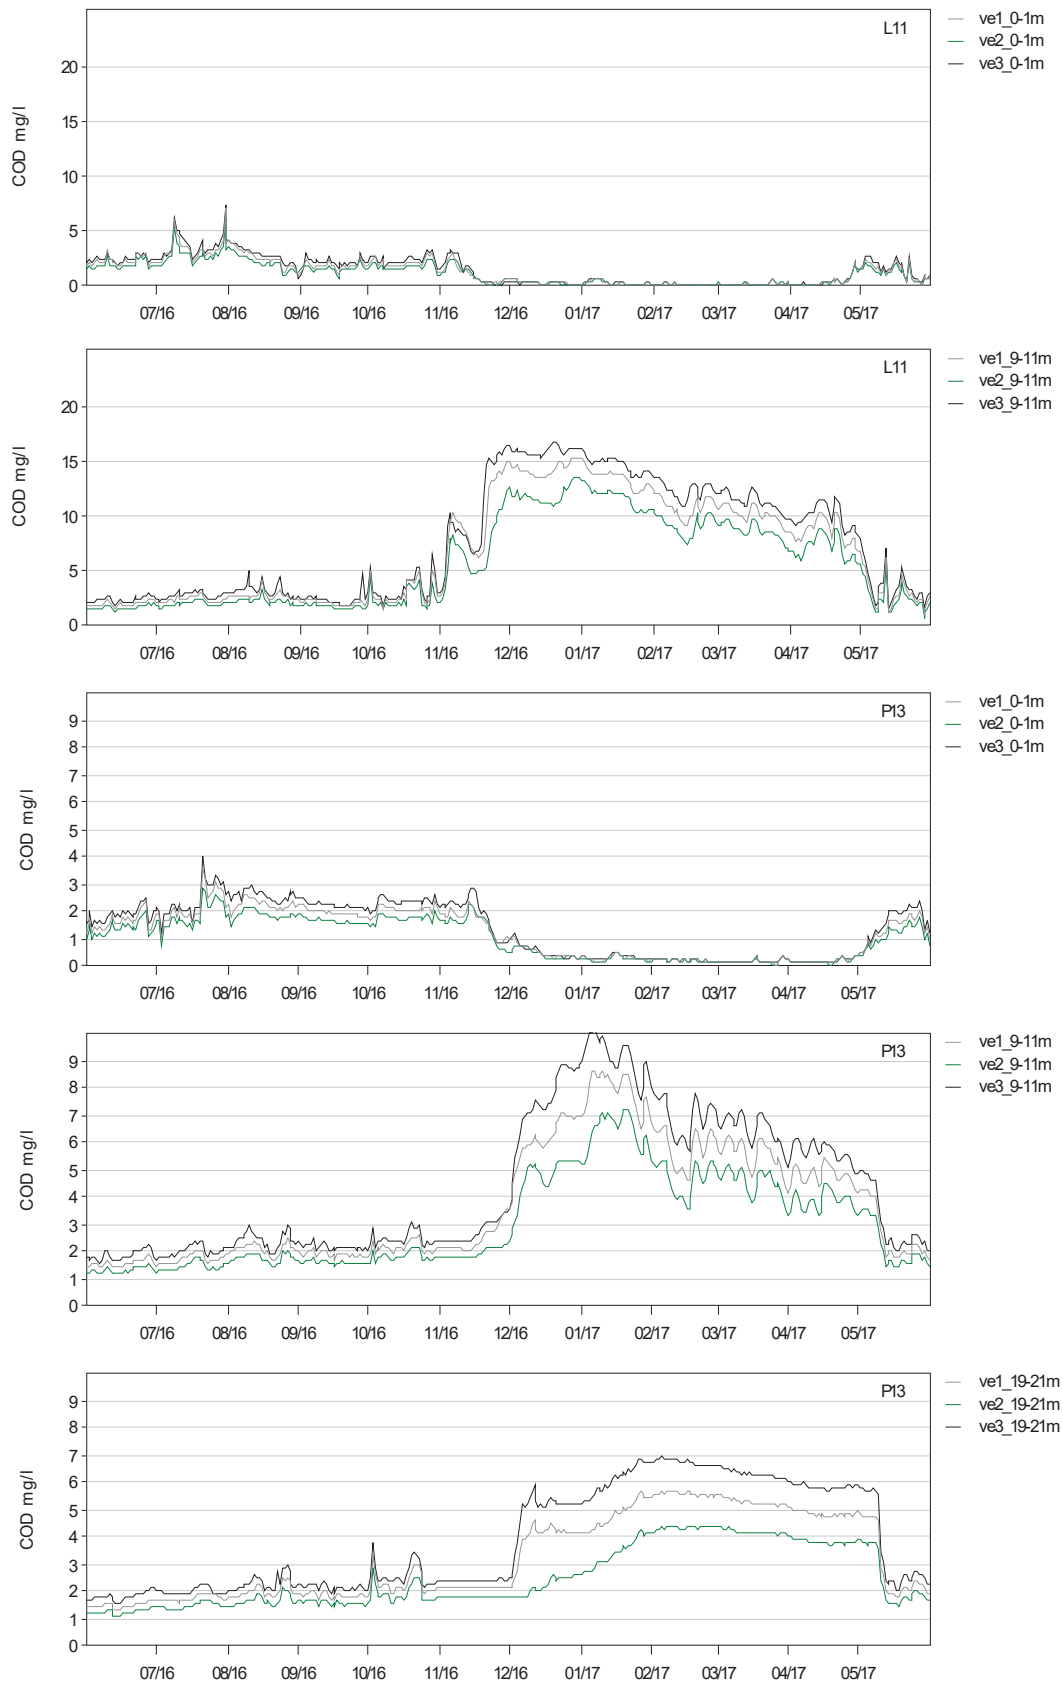 L11
ve1_0-1m
ve2_0-1m
ve3_0-1m
COD mg/l
20
15
10
5
0
07/16 08/16 09/16 10/16 11/16 12/16 01/17 02/17 03/17 04/17 05/17
L11
ve1_9-11m
ve2_9-11m
ve3_9-11m
COD mg/l
20
15
10
5
0
07/16 08/16 09/16 10/16 11/16 12/16 01/17 02/17 03/17 04/17 05/17
P13
ve1_0-1m
ve2_0-1m
ve3_0-1m
COD mg/l
9
8
7
6
5
4
3
2
1
0
07/16 08/16 09/16 10/16 11/16 12/16 01/17 02/17 03/17 04/17 05/17
P13
ve1_9-11m
ve2_9-11m
ve3_9-11m
COD mg/l
9
8
7
6
5
4
3
2
1
0
07/16 08/16 09/16 10/16 11/16 12/16 01/17 02/17 03/17 04/17 05/17
P13
ve1_19-21m
ve2_19-21m
ve3_19-21m
COD mg/l
9
8
7
6
5
4
3
2
1
0
07/16 08/16 09/16 10/16 11/16 12/16 01/17 02/17 03/17 04/17 05/17